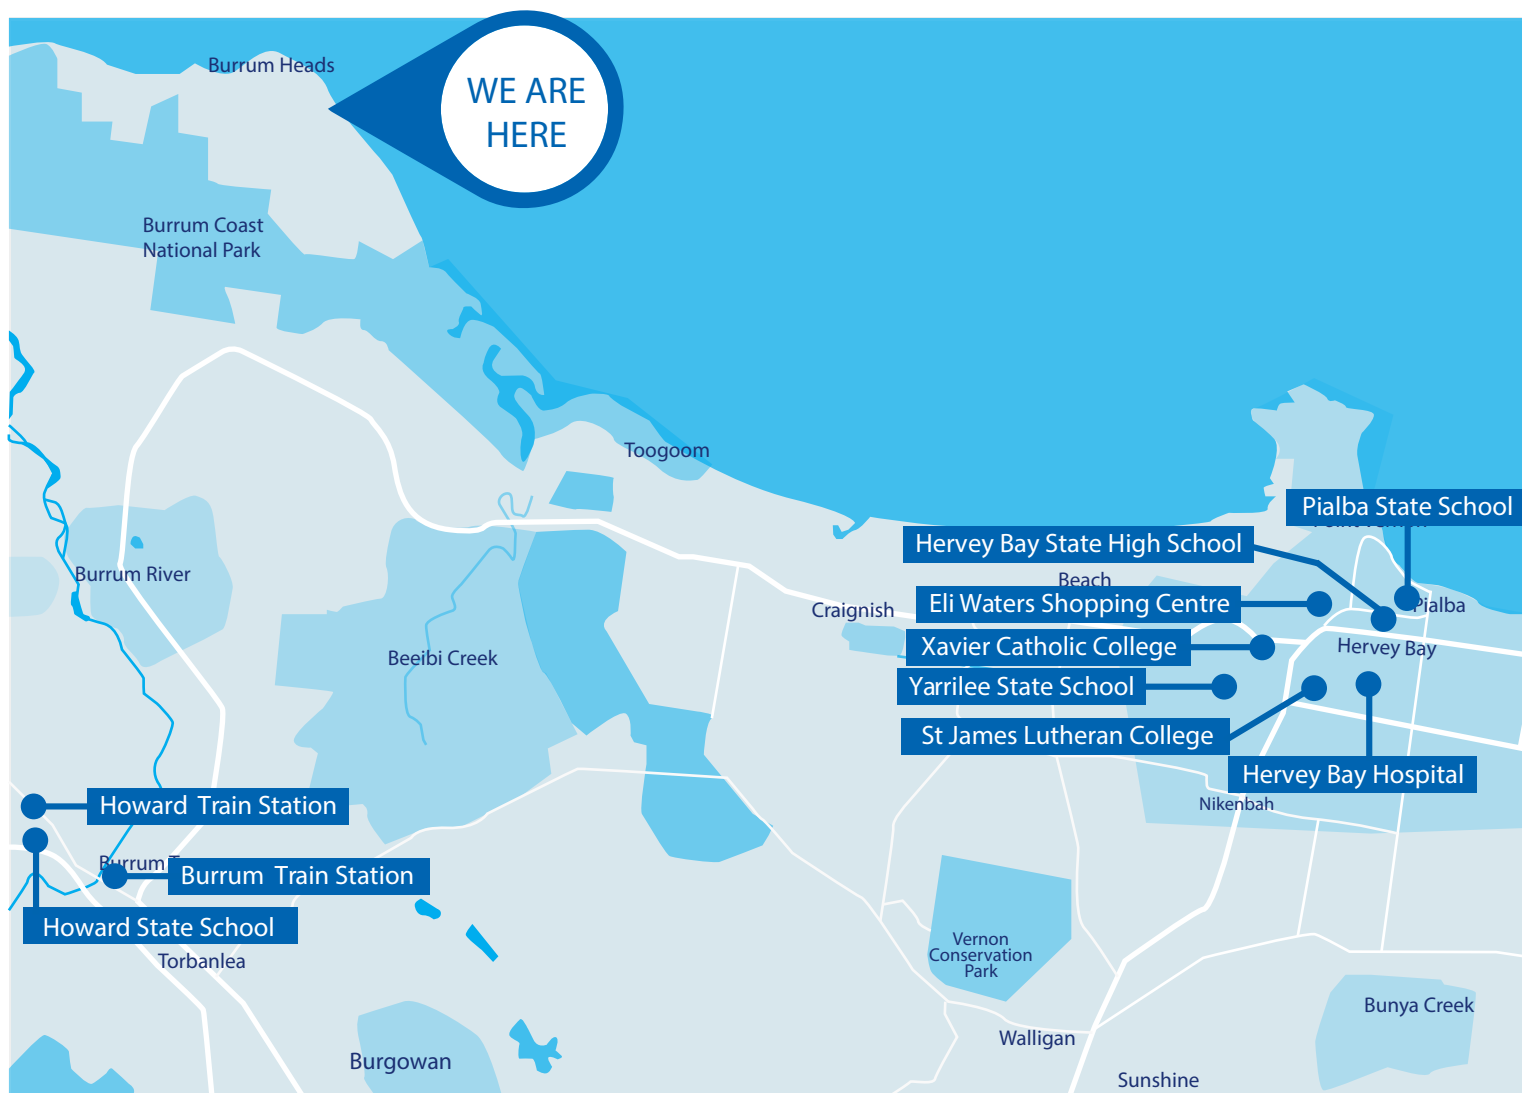 Burrum Heads
WE ARE
HERE
Burrum Coast
National Park
Toogoom
Pialba State School
Hervey Bay State High School
Beach
Burrum River
Eli Waters Shopping Centre
Craignish
Pialba
Xavier Catholic College
Hervey Bay
Beeibi Creek
Yarrilee State School
St James Lutheran College
Hervey Bay Hospital
Nikenbah
Howard Train Station
Burrum
Burrum Train Station
Howard State School
Torbanlea
Vernon
Conservation
Park
Bunya Creek
Walligan
Burgowan
Sunshine